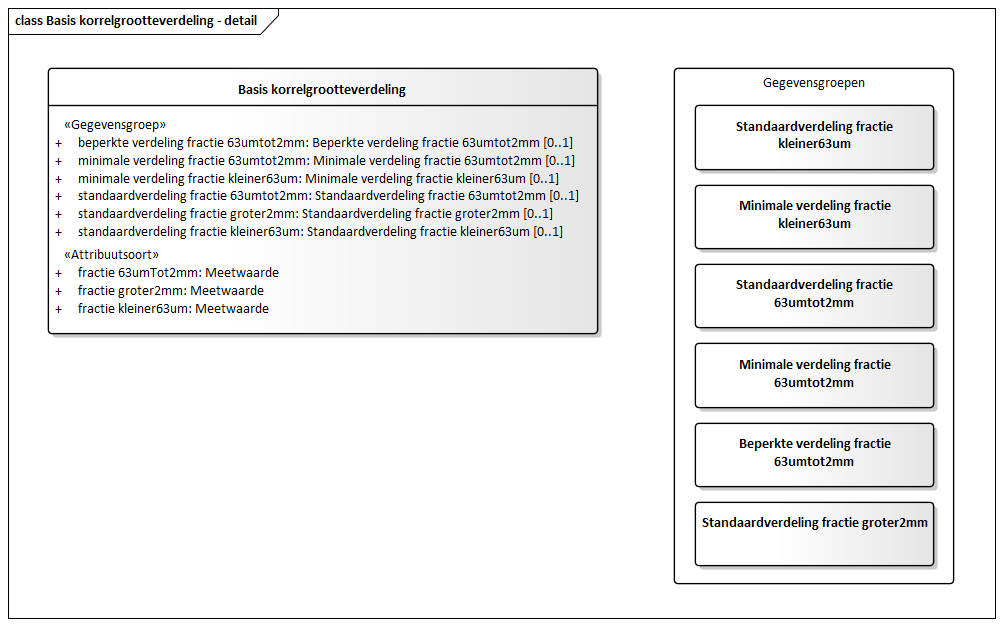 class Basis korrelgrootteverdeling - detail
Basis korrelgrootteverdeling
«Gegevensgroep»
+ beperkte verdeling fractie 63umtot2mm: Beperkte verdeling fractie 63umtot2mm [0..1]
+ minimale verdeling fractie 63umtot2mm: Minimale verdeling fractie 63umtot2mm [0..1]
+ minimale verdeling fractie kleiner63um: Minimale verdeling fractie kleiner63um [0..1]
+ standaardverdeling fractie 63umtot2mm: Standaardverdeling fractie 63umtot2mm [0..1]
+ standaardverdeling fractie groter2mm: Standaardverdeling fractie groter2mm [0..1]
+ standaardverdeling fractie kleiner63um: Standaardverdeling fractie kleiner63um [0..1]
«Attribuutsoort»
+ fractie 63umTot2mm: Meetwaarde
+ fractie groter2mm: Meetwaarde
+ fractie kleiner63um: Meetwaarde
Gegevensgroepen
Standaardverdeling fractie
kleiner63um
Minimale verdeling fractie
kleiner63um
Standaardverdeling fractie
63umtot2mm
Minimale verdeling fractie
63umtot2mm
Beperkte verdeling fractie
63umtot2mm
Standaardverdeling fractie groter2mm